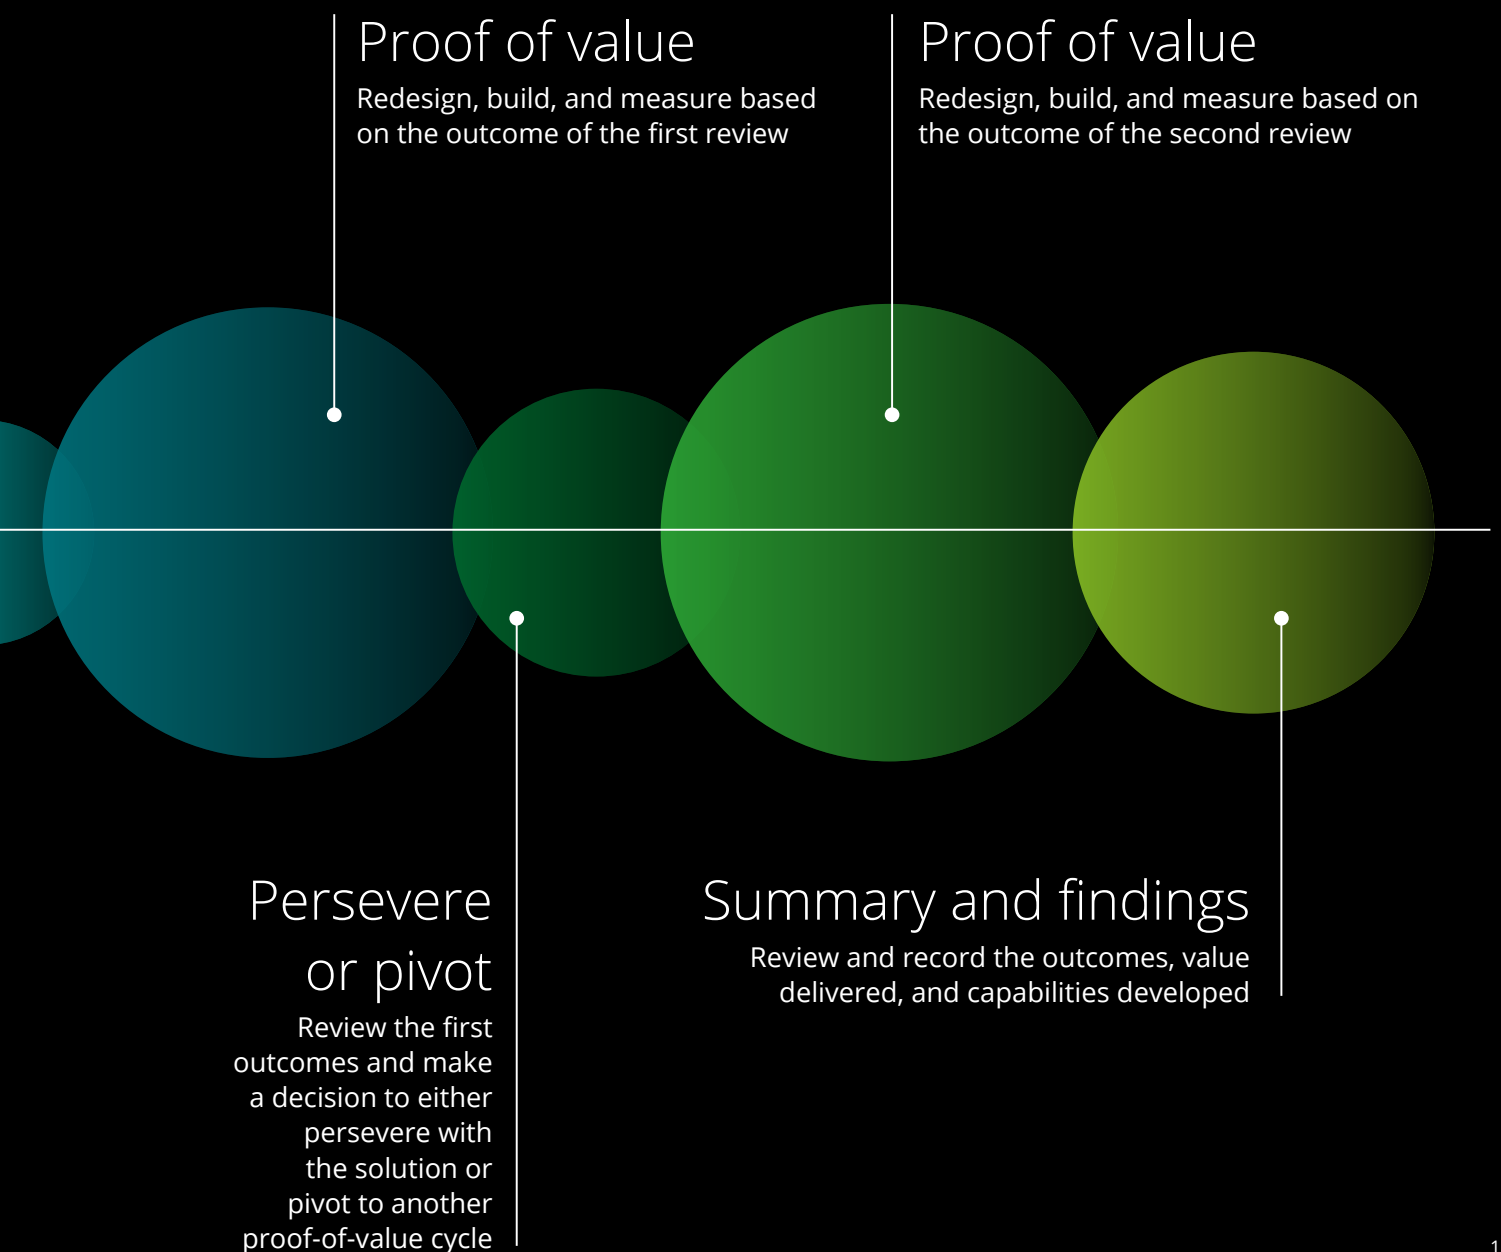 Proof of value
Redesign, build, and measure based
on the outcome of the first review
Proof of value
Redesign, build, and measure based on
the outcome of the second review
Persevere
or pivot
Review the first
outcomes and make
a decision to either
persevere with
the solution or
pivot to another
proof-of-value cycle
Summary and findings
Review and record the outcomes, value
delivered, and capabilities developed